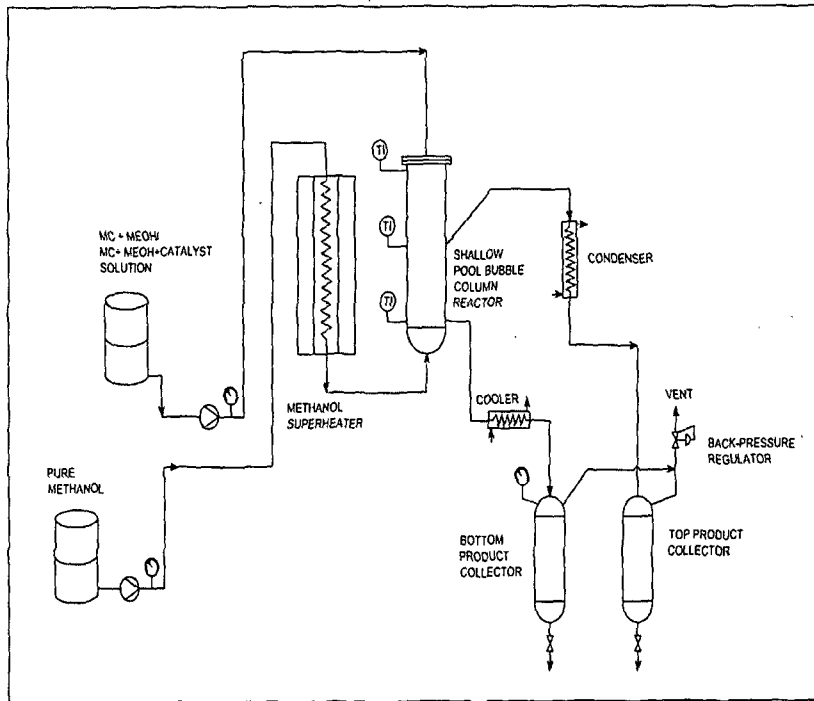 TI
TI
TI
MC + MEOH/
MC + MEOH+CATALYST
SOLUTION
SHALLOW
POOL BUBBLE
COLUMN
REACTOR
CONDENSER
METHANOL
SUPERHEATER
COOLER
VENT
BACK-PRESSURE
REGULATOR
PURE
METHANOL
BOTTOM
PRODUCT
COLLECTOR
TOP PRODUCT
COLLECTOR